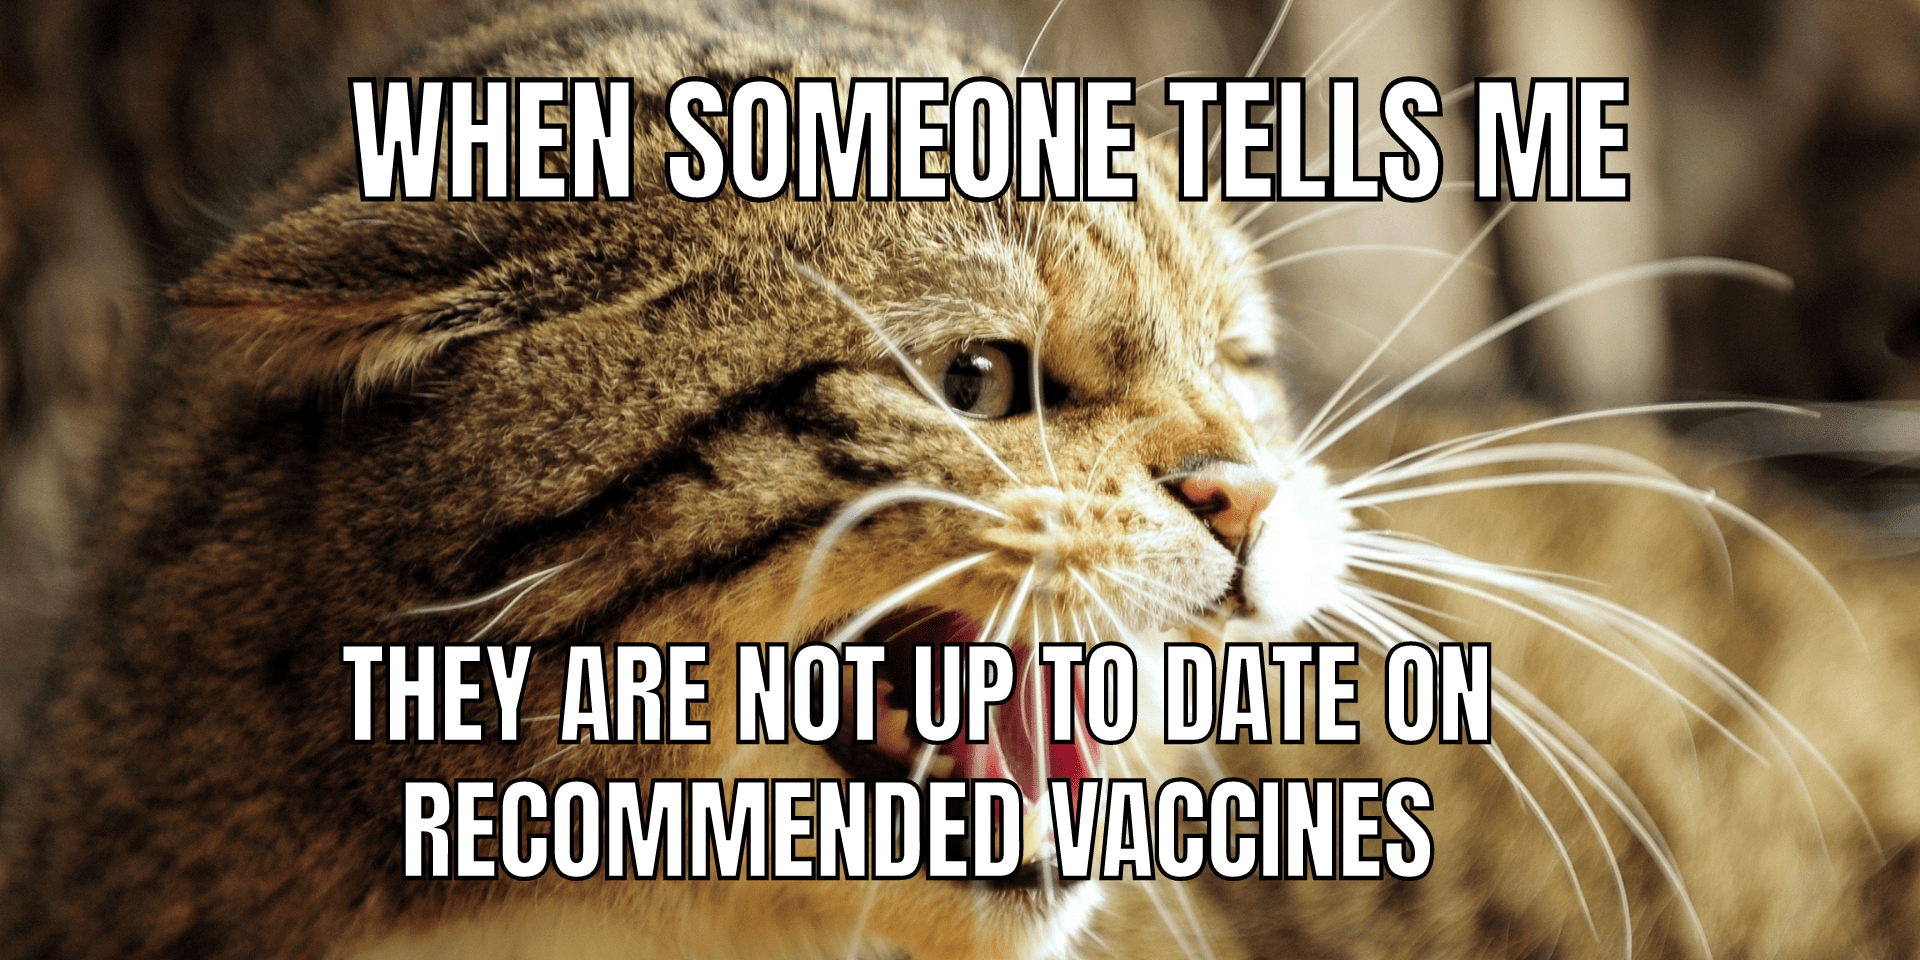 WHEN SOMEONE TELLS ME
THEY ARE NOT UP TO DATE ON
RECOMMENDED VACCINES